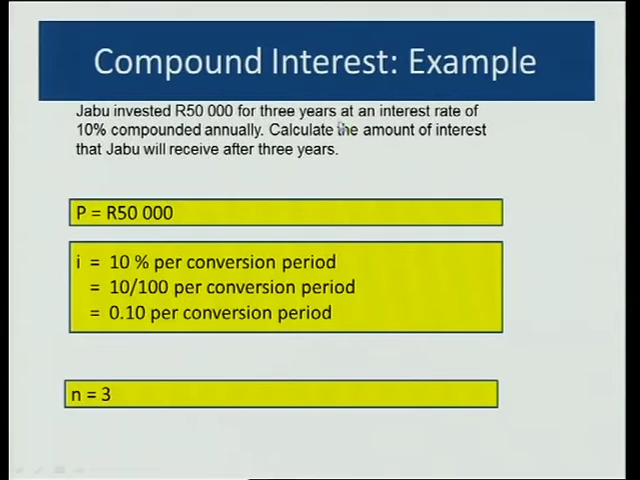 Compound Interest: Example
Jabu invested R50 000 for three years at an interest rate of
10% compounded annually. Calculate the amount of interest
that Jabu will receive after three years.
P = R50 000
i = 10 % per conversion period
= 10/100 per conversion period
= 0.10 per conversion period
n = 3